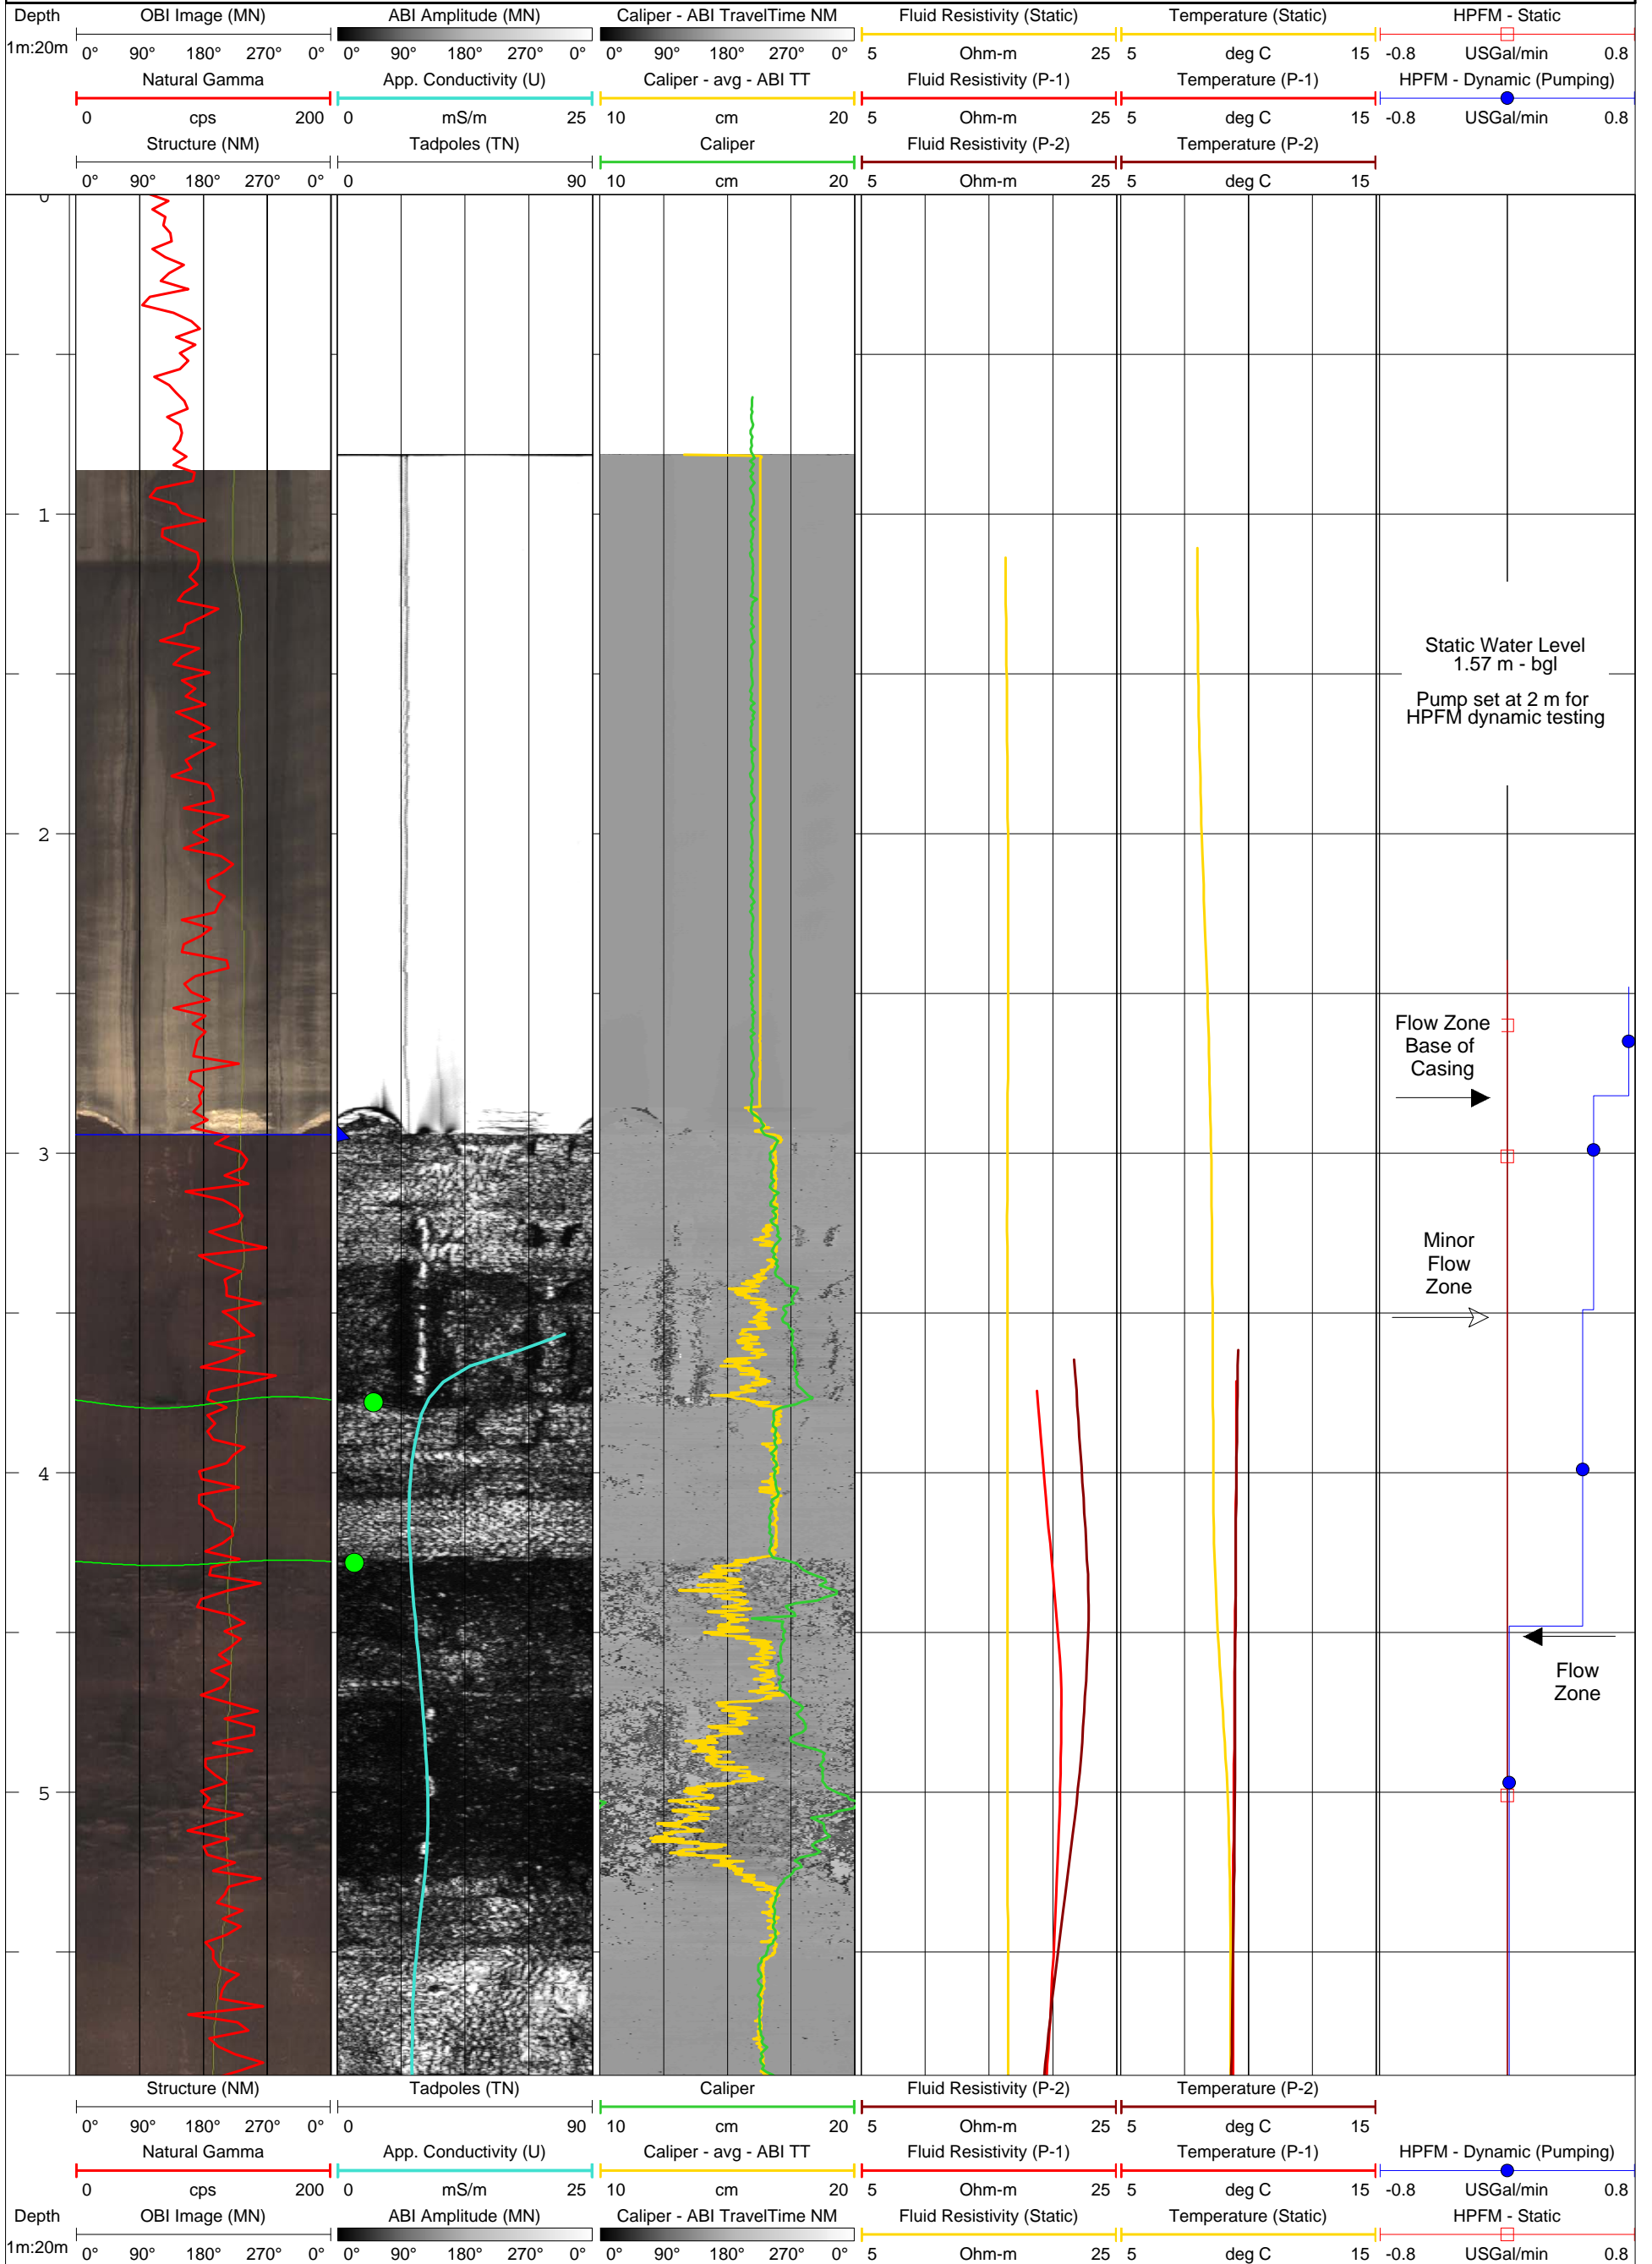 Depth OBI Image (MN) ABI Amplitude (MN) Caliper - ABI TravelTime NM Fluid Resistivity (Static) Temperature (Static) HPFM - Static
1m:20m 0° 90° 180° 270° 0° 0° 90° 180° 270° 0° 0° 90° 180° 270° 0° 5 Ohm-m 25 5 deg C 15 -0.8 USGal/min 0.8
Natural Gamma App. Conductivity (U) Caliper - avg - ABI TT Fluid Resistivity (P-1) Temperature (P-1) HPFM - Dynamic (Pumping)
0 cps 200 0 mS/m 25 10 cm 20 5 Ohm-m 25 5 deg C 15 -0.8 USGal/min 0.8
Structure (NM) Tadpoles (TN) Caliper Fluid Resistivity (P-2) Temperature (P-2)
0° 90° 180° 270° 0° 0 90 10 cm 20 5 Ohm-m 25 5 deg C 15
0
1
Static Water Level
1.57 m - bgl
Pump set at 2 m for
HPFM dynamic testing
2
Flow Zone
Base of
Casing
3
Minor
Flow
Zone
4
Flow
Zone
5
Structure (NM) Tadpoles (TN) Caliper Fluid Resistivity (P-2) Temperature (P-2)
0° 90° 180° 270° 0° 0 90 10 cm 20 5 Ohm-m 25 5 deg C 15
Natural Gamma App. Conductivity (U) Caliper - avg - ABI TT Fluid Resistivity (P-1) Temperature (P-1) HPFM - Dynamic (Pumping)
0 cps 200 0 mS/m 25 10 cm 20 5 Ohm-m 25 5 deg C 15 -0.8 USGal/min 0.8
Depth OBI Image (MN) ABI Amplitude (MN) Caliper - ABI TravelTime NM Fluid Resistivity (Static) Temperature (Static) HPFM - Static
1m:20m 0° 90° 180° 270° 0° 0° 90° 180° 270° 0° 0° 90° 180° 270° 0° 5 Ohm-m 25 5 deg C 15 -0.8 USGal/min 0.8